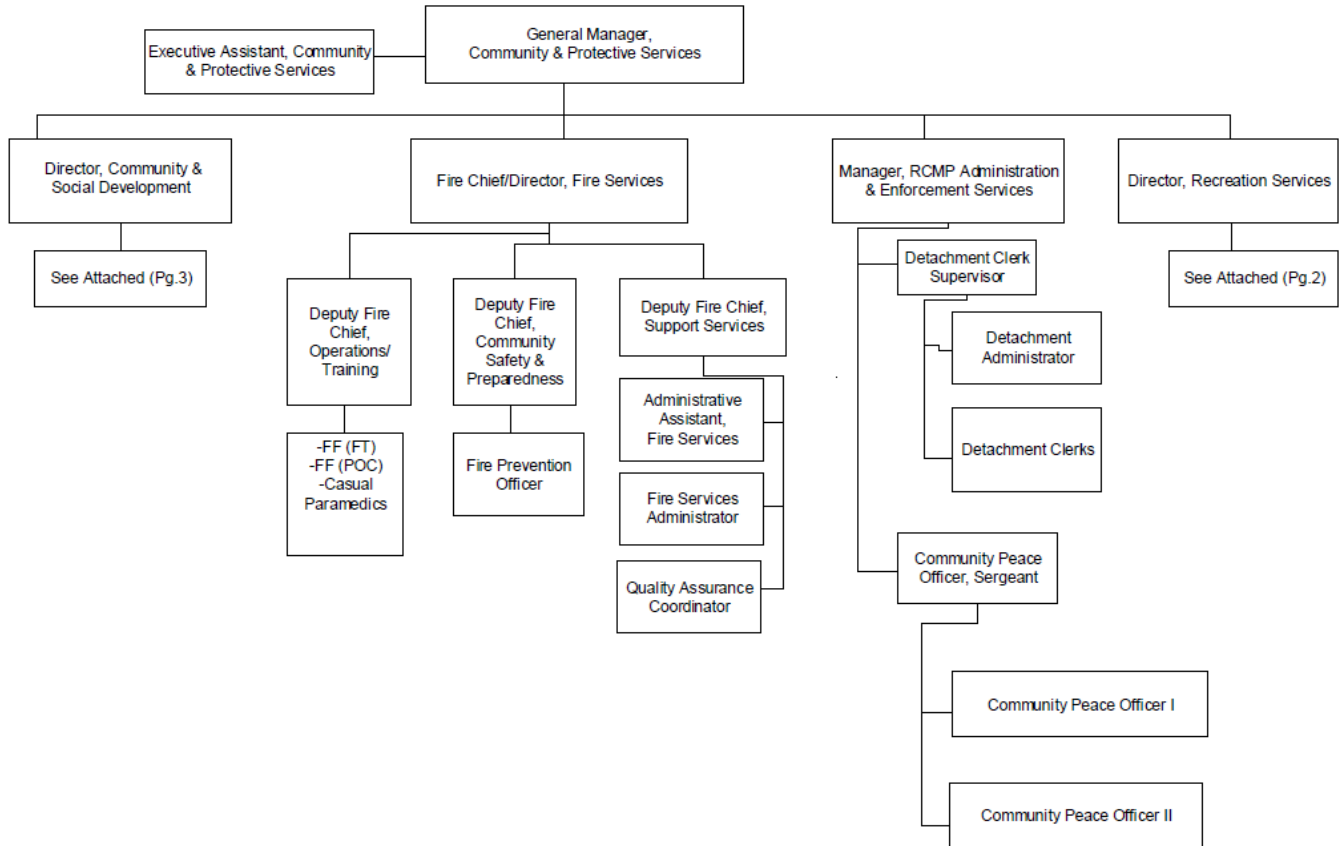 General Manager,
Community & Protective Services
Executive Assistant, Community
& Protective Services
Director, Community &
Social Development
Fire Chief/Director, Fire Services
Manager, RCMP Administration
& Enforcement Services
Director, Recreation Services
See Attached (Pg.3)
Deputy Fire
Chief,
Operations/
Training
Deputy Fire
Chief,
Community
Safety &
Preparedness
Deputy Fire Chief,
Support Services
Detachment Clerk
Supervisor
See Attached (Pg.2)
Detachment
Administrator
Administrative
Assistant,
Fire Services
-FF (FT)
-FF (POC)
-Casual
Paramedics
Fire Prevention
Officer
Detachment Clerks
Fire Services
Administrator
Community Peace
Officer, Sergeant
Quality Assurance
Coordinator
Community Peace Officer I
Community Peace Officer II